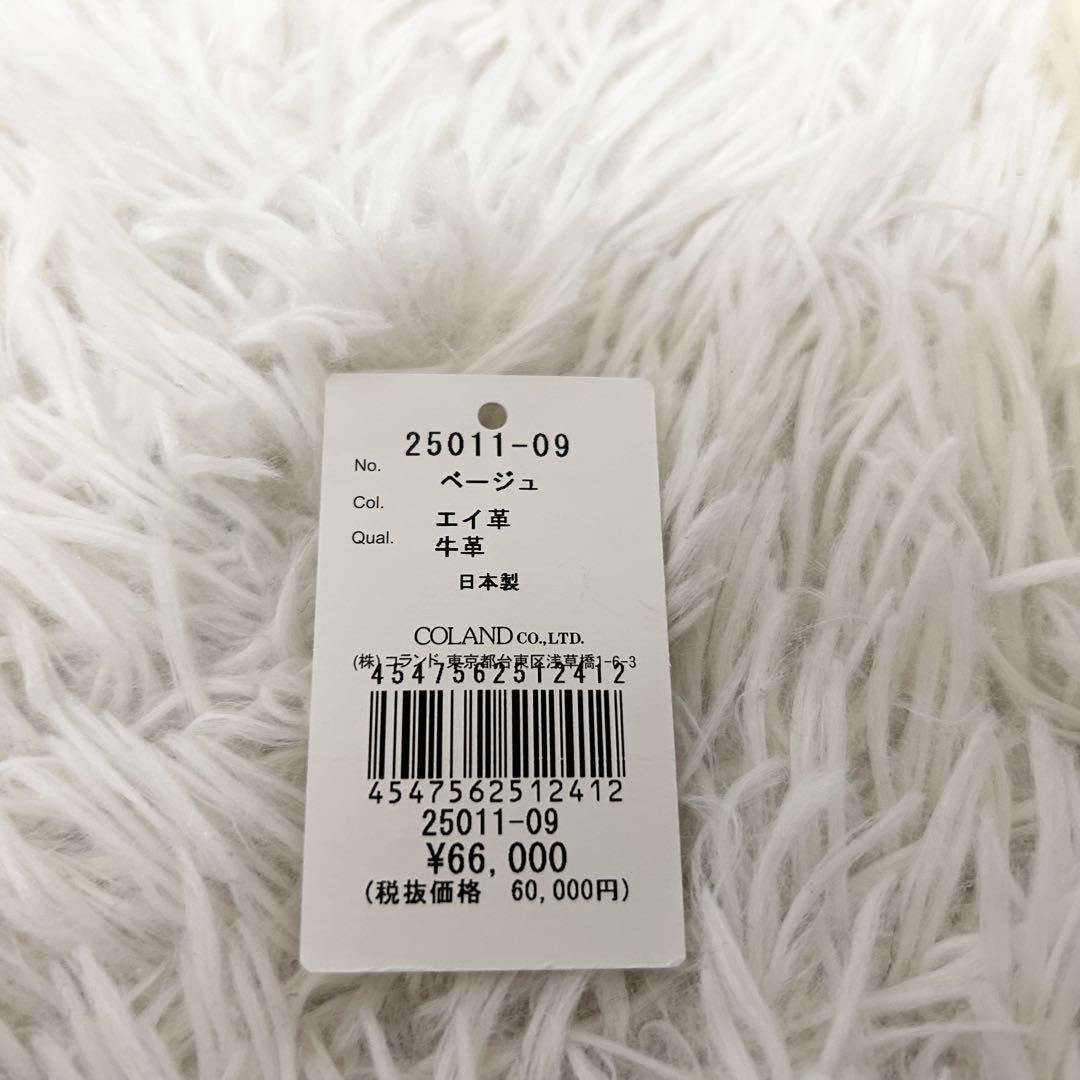 25011-09
No.
ベージュ
Col.
エイ革
Qual.
牛革
日本製
COLAND CO.,LTD.
(株)コランド 東京都台東区浅草橋1-6-3
4547562512412
4547562512412
25011-09
¥66,000
(税抜価格 60,000円)